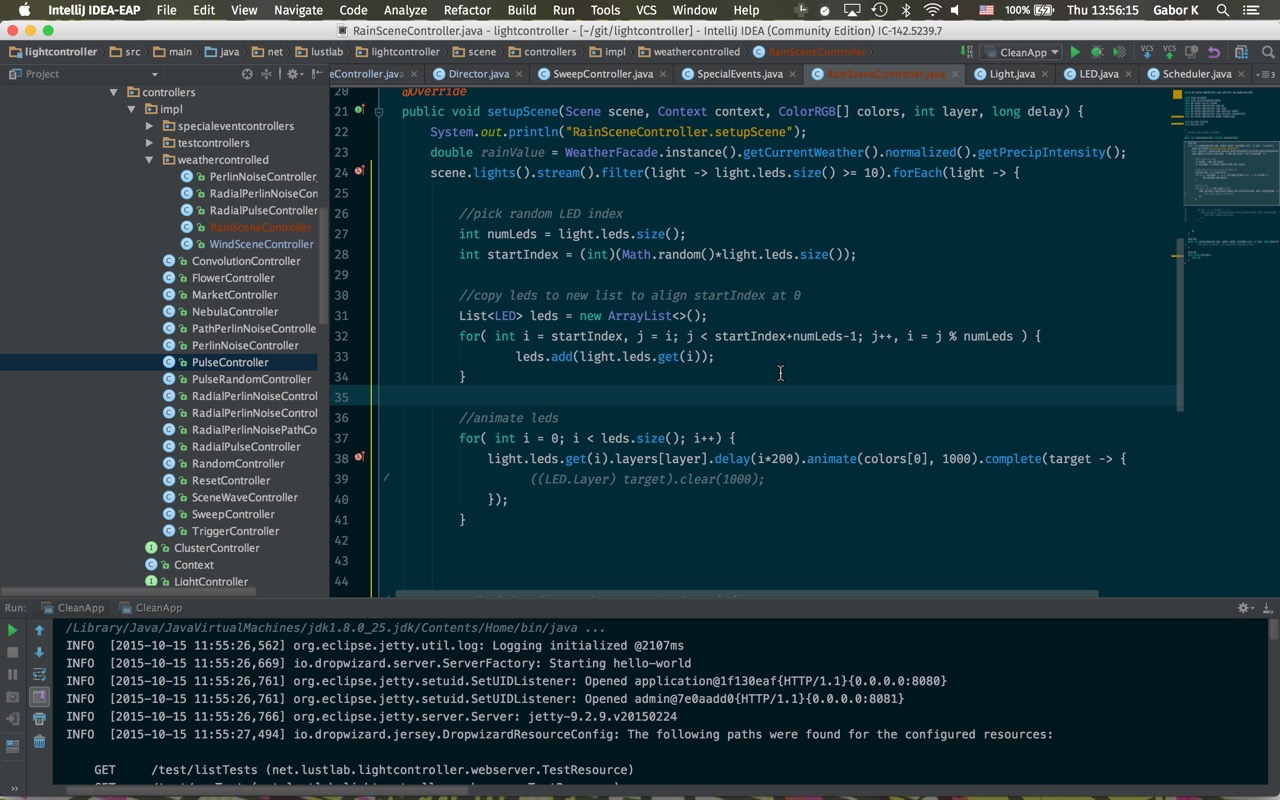 IntelliJ IDEA-EAP File Edit View Navigate Code Analyze Refactor Build Run Tools VCS Window Help 100% Thu 13:56:15 Gabor K
RainSceneController.java - lightcontroller - [~/git/lightcontroller] - IntelliJ IDEA (Community Edition) IC-142.5239.7
lightcontroller src main java net lustlab lightcontroller scene controllers impl weathercontrolled RainSceneController CleanApp VCS VCS
Project eController.java Director.java SweepController.java SpecialEvents.java RainSceneController.java Light.java LED.java Scheduler.java
controllers
impl
specialeventcontrollers
testcontrollers
weathercontrolled
PerlinNoiseController
RadialPerlinNoiseCon
RadialPulseController
RainSceneController
WindSceneController
ConvolutionController
FlowerController
MarketController
NebulaController
PathPerlinNoiseControlle
PerlinNoiseController
PulseController
PulseRandomController
RadialPerlinNoiseControl
RadialPerlinNoiseControl
RadialPerlinNoisePathCo
RadialPulseController
RandomController
ResetController
SceneWaveController
SweepController
TriggerController
ClusterController
Context
LightController
20 @Override
21 public void setupScene(Scene scene, Context context, ColorRGB[] colors, int layer, long delay) {
22 System.out.println("RainSceneController.setupScene");
23 double rainValue = WeatherFacade.instance().getCurrentWeather().normalized().getPrecipIntensity();
24 scene.lights().stream().filter(light -> light.leds.size() >= 10).forEach(light -> {
25
26 //pick random LED index
27 int numLeds = light.leds.size();
28 int startIndex = (int)(Math.random()*light.leds.size());
29
30 //copy leds to new list to align startIndex at 0
31 List<LED> leds = new ArrayList<>();
32 for( int i = startIndex, j = i; j < startIndex+numLeds-1; j++, i = j % numLeds ) {
33 leds.add(light.leds.get(i));
34 }
35
36 //animate leds
37 for( int i = 0; i < leds.size(); i++) {
38 light.leds.get(i).layers[layer].delay(i*200).animate(colors[0], 1000).complete(target -> {
39 / ((LED.Layer) target).clear(1000);
40 });
41 }
42
43
44
Run: CleanApp CleanApp
/Library/Java/JavaVirtualMachines/jdk1.8.0_25.jdk/Contents/Home/bin/java ...
INFO [2015-10-15 11:55:26,562] org.eclipse.jetty.util.log: Logging initialized @2107ms
INFO [2015-10-15 11:55:26,669] io.dropwizard.server.ServerFactory: Starting hello-world
INFO [2015-10-15 11:55:26,761] org.eclipse.jetty.setuid.SetUIDListener: Opened application@1f130eaf{HTTP/1.1}{0.0.0.0:8080}
INFO [2015-10-15 11:55:26,761] org.eclipse.jetty.setuid.SetUIDListener: Opened admin@7e0aadd0{HTTP/1.1}{0.0.0.0:8081}
INFO [2015-10-15 11:55:26,766] org.eclipse.jetty.server.Server: jetty-9.2.9.v20150224
INFO [2015-10-15 11:55:27,494] io.dropwizard.jersey.DropwizardResourceConfig: The following paths were found for the configured resources:
GET /test/listTests (net.lustlab.lightcontroller.webserver.TestResource)